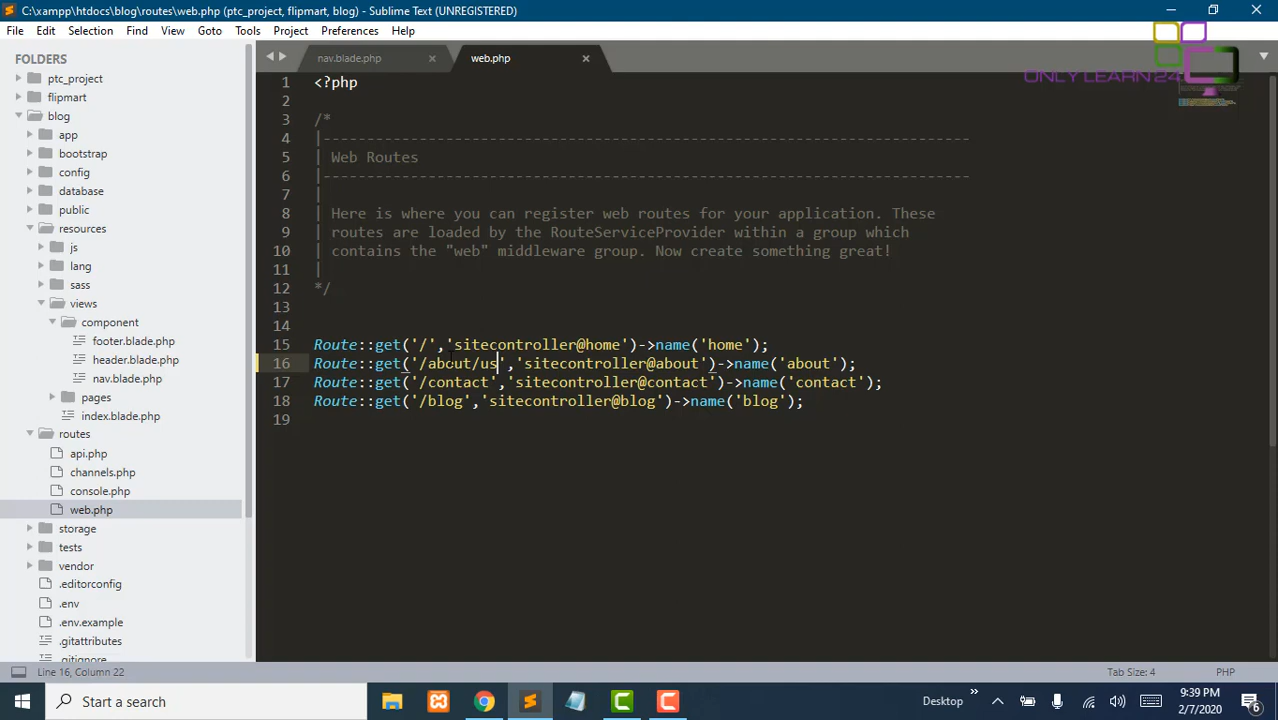 C:\xampp\htdocs\blog\routes\web.php (ptc_project, flipmart, blog) - Sublime Text (UNREGISTERED)
File Edit Selection Find View Goto Tools Project Preferences Help
FOLDERS
ptc_project
flipmart
blog
app
bootstrap
config
database
public
resources
js
lang
sass
views
component
footer.blade.php
header.blade.php
nav.blade.php
pages
index.blade.php
routes
api.php
channels.php
console.php
web.php
storage
tests
vendor
.editorconfig
.env
.env.example
.gitattributes
.gitignore
nav.blade.php
web.php
ONLY LEARN 24
1 <?php
2
3 /*
4 |--------------------------------------------------------------------------
5 | Web Routes
6 |--------------------------------------------------------------------------
7 |
8 | Here is where you can register web routes for your application. These
9 | routes are loaded by the RouteServiceProvider within a group which
10 | contains the "web" middleware group. Now create something great!
11 |
12 */
13
14
15 Route::get('/','sitecontroller@home')->name('home');
16 Route::get('/about/us','sitecontroller@about')->name('about');
17 Route::get('/contact','sitecontroller@contact')->name('contact');
18 Route::get('/blog','sitecontroller@blog')->name('blog');
19
Line 16, Column 22
Tab Size: 4
PHP
Start a search
Desktop
9:39 PM
2/7/2020
6